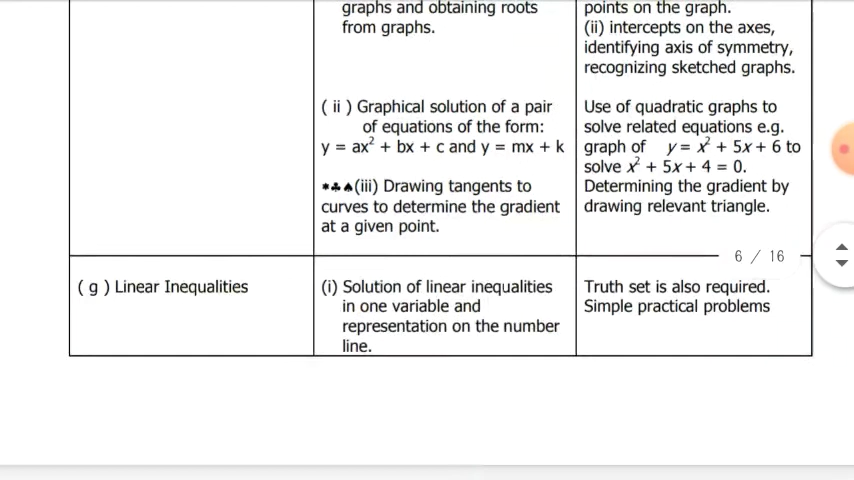 graphs and obtaining roots
from graphs.
points on the graph.
(ii) intercepts on the axes,
identifying axis of symmetry,
recognizing sketched graphs.
( ii ) Graphical solution of a pair
of equations of the form:
y = ax² + bx + c and y = mx + k
*♣♠(iii) Drawing tangents to
curves to determine the gradient
at a given point.
Use of quadratic graphs to
solve related equations e.g.
graph of y = x² + 5x + 6 to
solve x² + 5x + 4 = 0.
Determining the gradient by
drawing relevant triangle.
6 / 16
( g ) Linear Inequalities
(i) Solution of linear inequalities
in one variable and
representation on the number
line.
Truth set is also required.
Simple practical problems